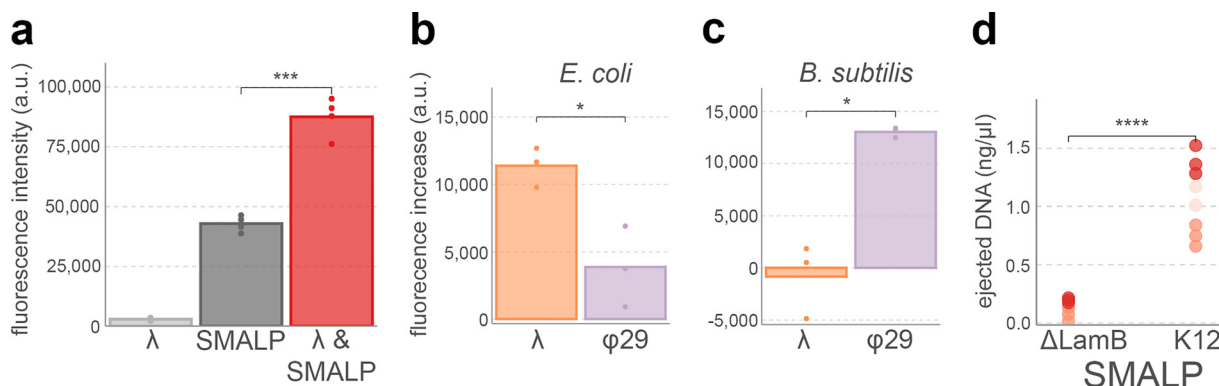 a
fluorescence intensity (a.u.)
100,000
75,000
50,000
25,000
0
***
λ
SMALP
λ &
SMALP
b
E. coli
fluorecence increase (a.u.)
15,000
10,000
5,000
0
*
λ
φ29
c
B. subtilis
15,000
10,000
5,000
0
-5,000
*
λ
φ29
d
ejected DNA (ng/µl)
1.5
1.0
0.5
0.0
****
ΔLamB
K12
SMALP